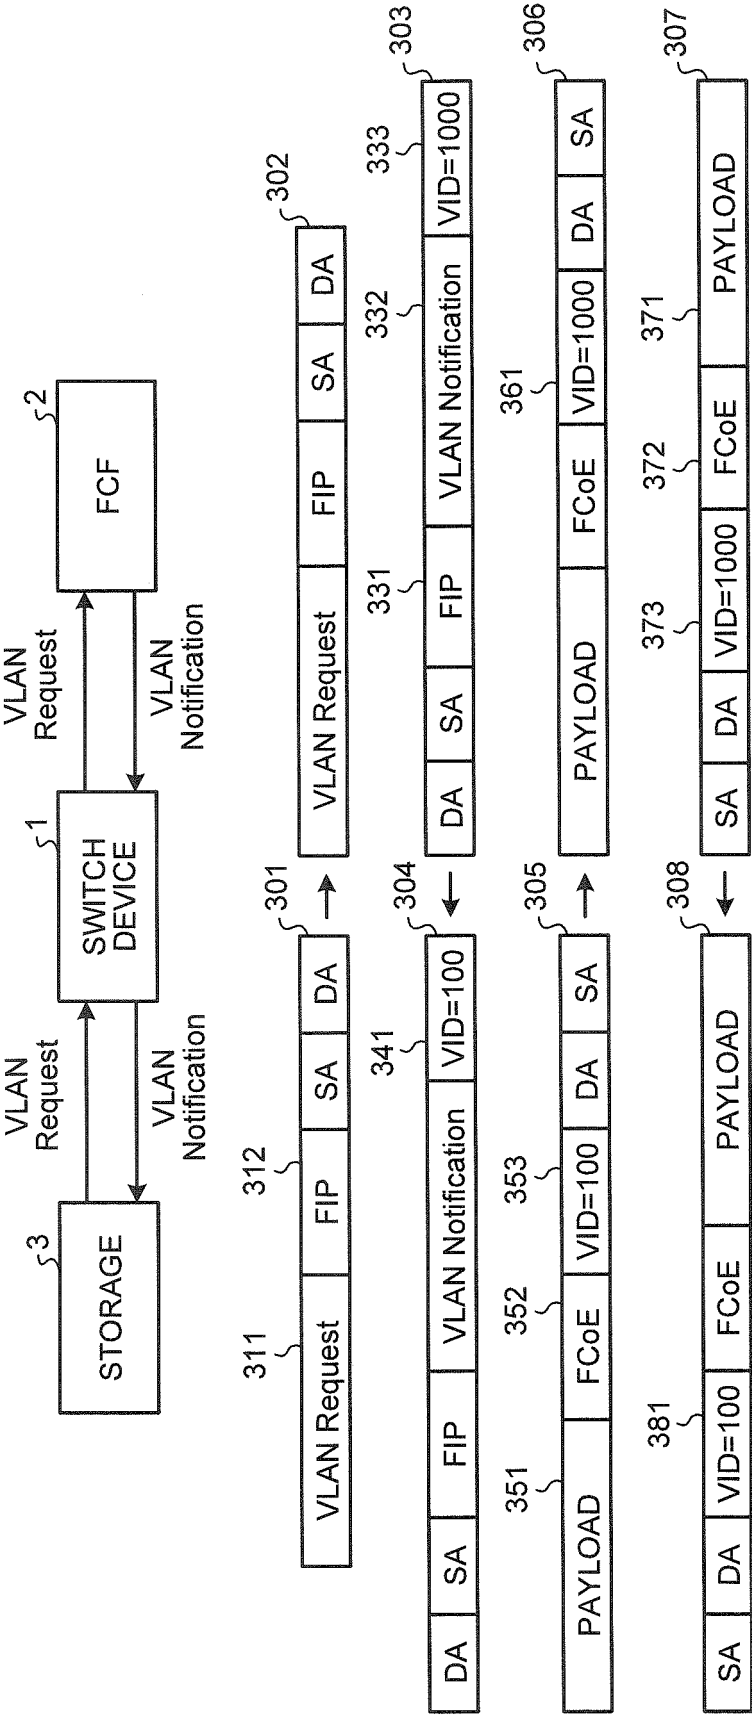 STORAGE
3
VLAN
Request
VLAN
Notification
SWITCH
DEVICE
1
VLAN
Request
VLAN
Notification
FCF
2
311
312
301
VLAN Request
FIP
SA
DA
302
VLAN Request
FIP
SA
DA
341
304
DA
SA
FIP
VLAN Notification
VID=100
331
332
333
303
DA
SA
FIP
VLAN Notification
VID=1000
351
352
353
305
PAYLOAD
FCoE
VID=100
DA
SA
361
306
PAYLOAD
FCoE
VID=1000
DA
SA
381
308
SA
DA
VID=100
FCoE
PAYLOAD
373
372
371
307
SA
DA
VID=1000
FCoE
PAYLOAD